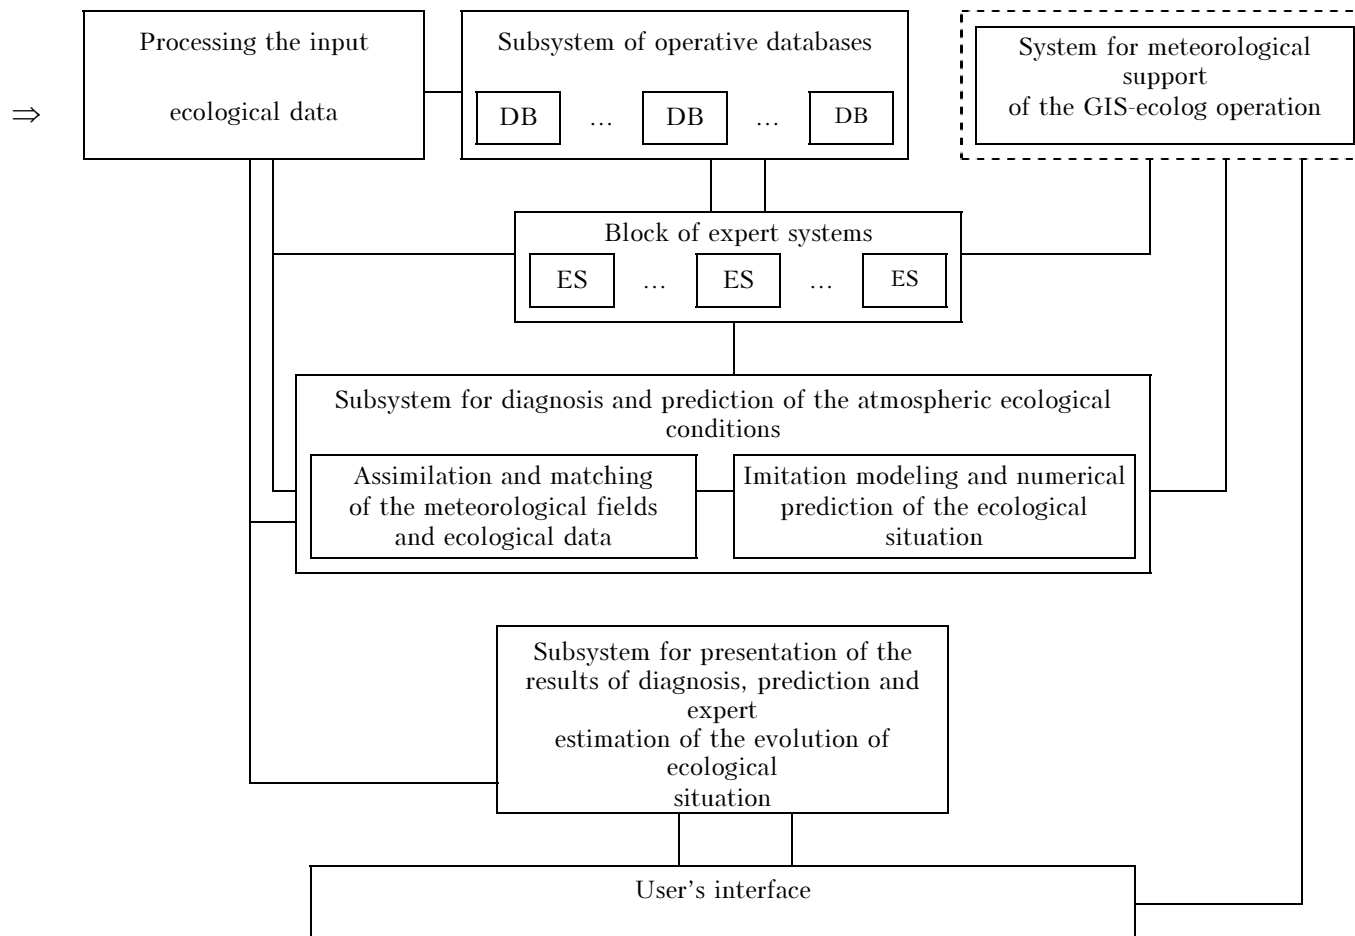 ⇒
Processing the input
ecological data
Subsystem of operative databases
DB ... DB ... DB
System for meteorological
support
of the GIS-ecolog operation
Block of expert systems
ES ... ES ... ES
Subsystem for diagnosis and prediction of the atmospheric ecological
conditions
Assimilation and matching
of the meteorological fields
and ecological data
Imitation modeling and numerical
prediction of the ecological
situation
Subsystem for presentation of the
results of diagnosis, prediction and
expert
estimation of the evolution of
ecological
situation
User's interface